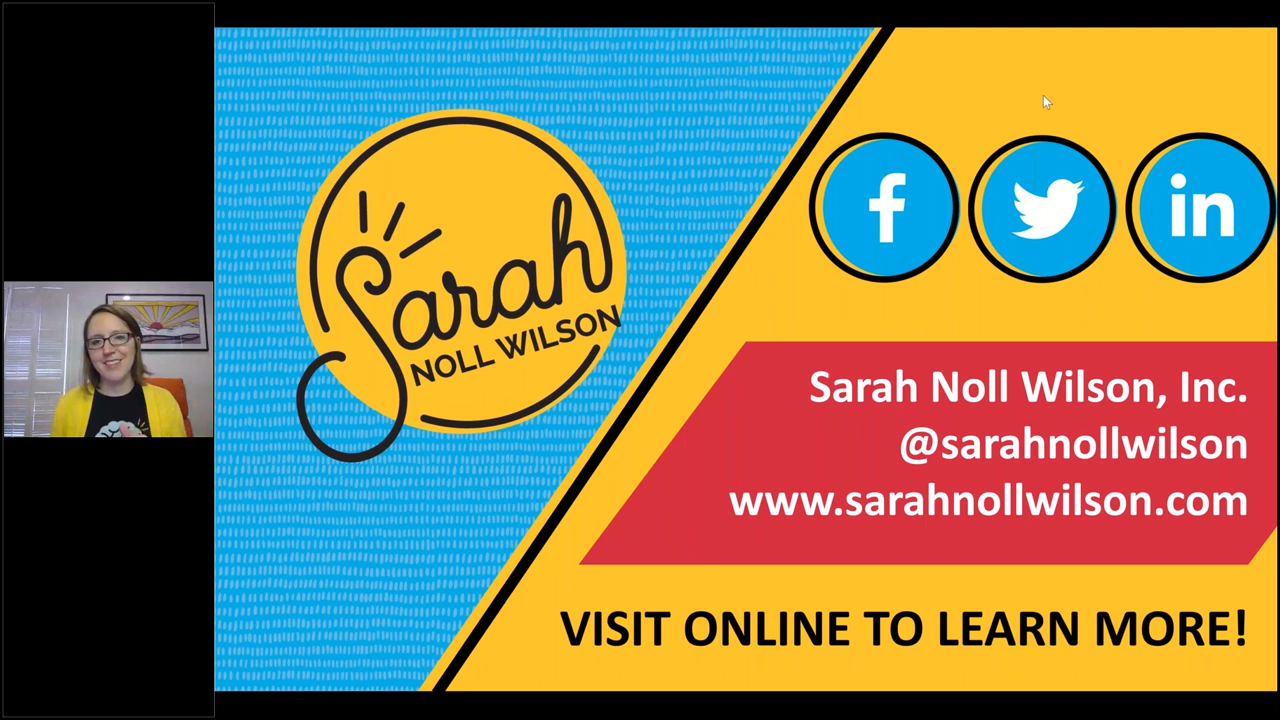 Sarah
NOLL WILSON
f
in
Sarah Noll Wilson, Inc.
@sarahnollwilson
www.sarahnollwilson.com
VISIT ONLINE TO LEARN MORE!